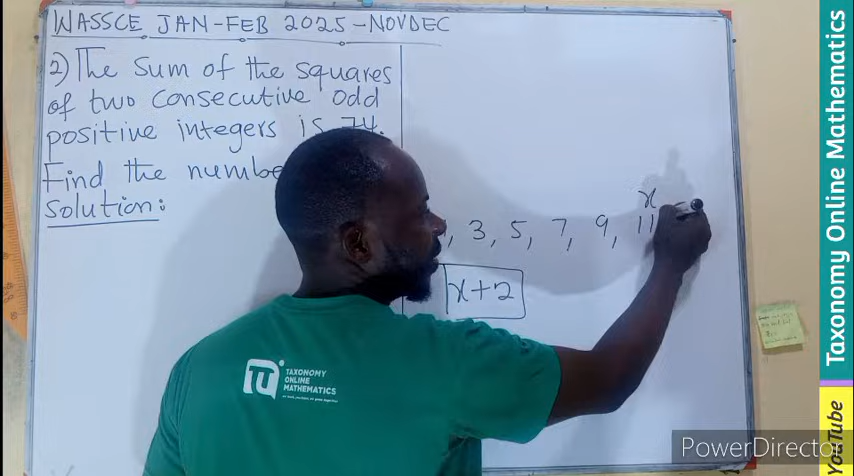 WASSCE JAN-FEB 2025-NOVDEC
2) The sum of the squares
of two consecutive odd
positive integers is 74.
Find the
solution:
x
, 3, 5, 7, 9, 11
x+2
TAXONOMY
ONLINE
MATHEMATICS
PowerDirector
Taxonomy Online Mathematics
YouTube